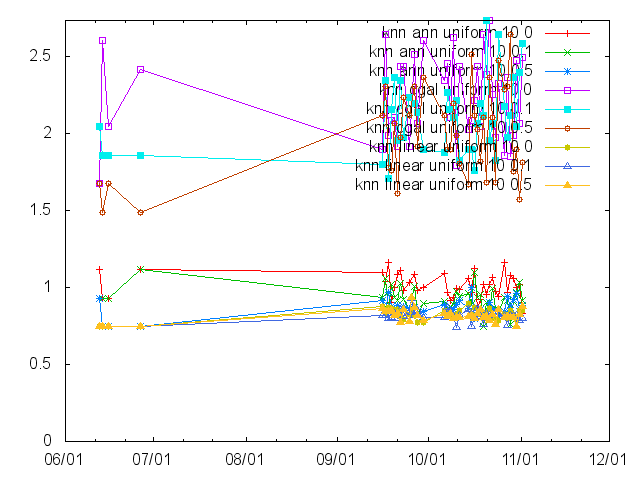 knn ann uniform 10 0
knn ann uniform 10 0.1
2.5
knn ann uniform 10 0.5
knn cgal uniform 10 0
knn cgal uniform 10 0.1
knn cgal uniform 10 0.5
2
knn linear uniform 10 0
knn linear uniform 10 0.1
knn linear uniform 10 0.5
1.5
1
0.5
0
06/01 07/01 08/01 09/01 10/01 11/01 12/01